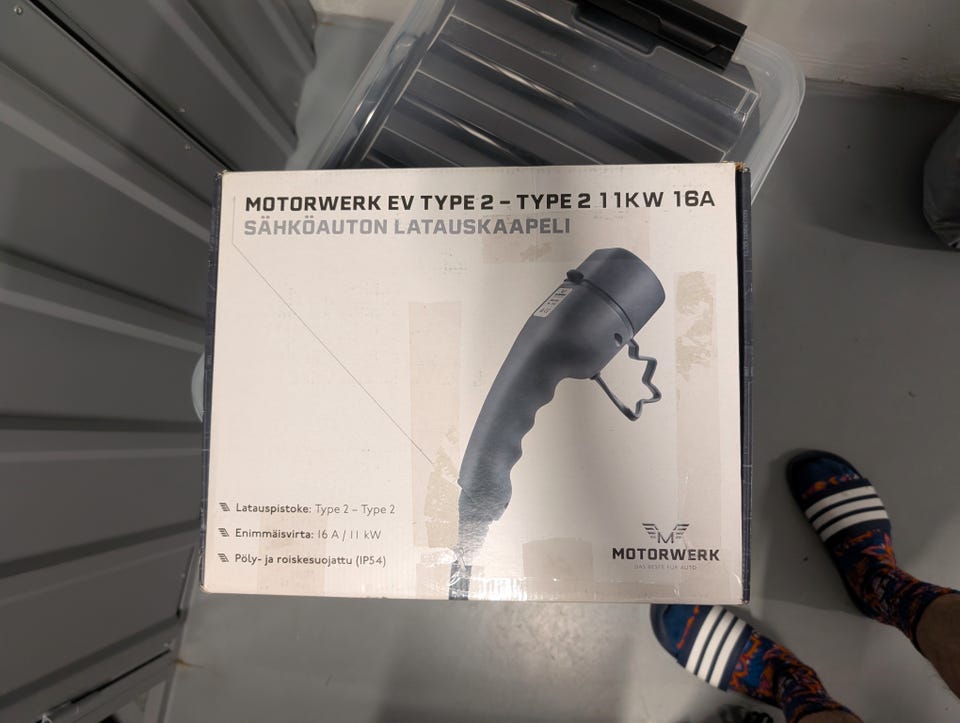 MOTORWERK EV TYPE 2 – TYPE 2 11KW 16A
SÄHKÖAUTON LATAUSKAAPELI
Latauspistoke: Type 2 – Type 2
Enimmäisvirta: 16 A / 11 kW
Pöly- ja roiskesuojattu (IP54)
M
MOTORWERK
DAS BESTE FÜR AUTO